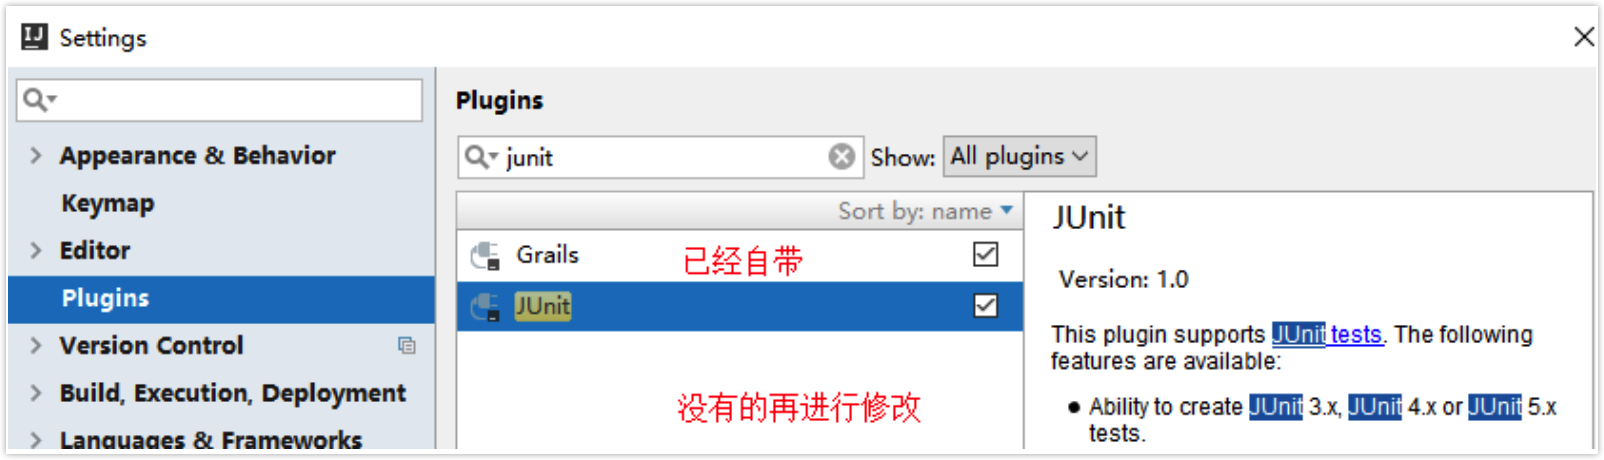 IJ Settings
Appearance & Behavior
Keymap
Editor
Plugins
Version Control
Build, Execution, Deployment
Languages & Frameworks
Plugins
junit Show: All plugins
Sort by: name
Grails 已经自带
JUnit
没有的再进行修改
JUnit
Version: 1.0
This plugin supports JUnit tests. The following
features are available:
● Ability to create JUnit 3.x, JUnit 4.x or JUnit 5.x
tests.